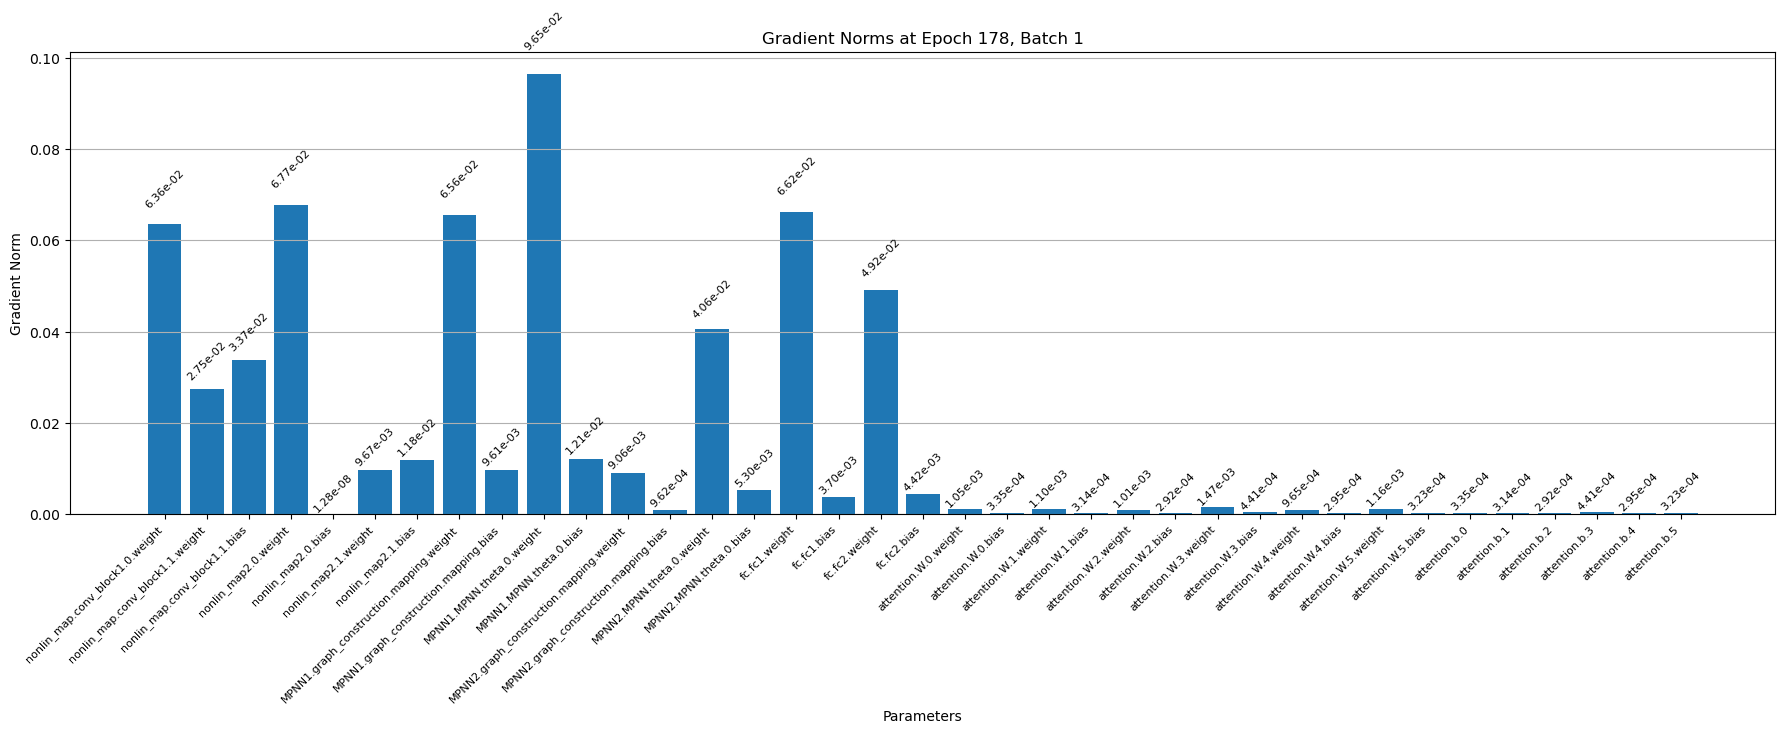 Gradient Norms at Epoch 178, Batch 1
Gradient Norm
0.10
0.08
0.06
0.04
0.02
0.00
6.36e-02
2.75e-02
3.37e-02
6.77e-02
1.28e-08
9.67e-03
1.18e-02
6.56e-02
9.61e-03
9.65e-02
1.21e-02
9.06e-03
9.62e-04
4.06e-02
5.30e-03
6.62e-02
3.70e-03
4.92e-02
4.42e-03
1.05e-03
3.35e-04
1.10e-03
3.14e-04
1.01e-03
2.92e-04
1.47e-03
4.41e-04
9.65e-04
2.95e-04
1.16e-03
3.23e-04
3.35e-04
3.14e-04
2.92e-04
4.41e-04
2.95e-04
3.23e-04
nonlin_map.conv_block1.0.weight
nonlin_map.conv_block1.1.weight
nonlin_map.conv_block1.1.bias
nonlin_map2.0.weight
nonlin_map2.0.bias
nonlin_map2.1.weight
nonlin_map2.1.bias
MPNN1.graph_construction.mapping.weight
MPNN1.graph_construction.mapping.bias
MPNN1.MPNN.theta.0.weight
MPNN1.MPNN.theta.0.bias
MPNN2.graph_construction.mapping.weight
MPNN2.graph_construction.mapping.bias
MPNN2.MPNN.theta.0.weight
MPNN2.MPNN.theta.0.bias
fc.fc1.weight
fc.fc1.bias
fc.fc2.weight
fc.fc2.bias
attention.W.0.weight
attention.W.0.bias
attention.W.1.weight
attention.W.1.bias
attention.W.2.weight
attention.W.2.bias
attention.W.3.weight
attention.W.3.bias
attention.W.4.weight
attention.W.4.bias
attention.W.5.weight
attention.W.5.bias
attention.b.0
attention.b.1
attention.b.2
attention.b.3
attention.b.4
attention.b.5
Parameters